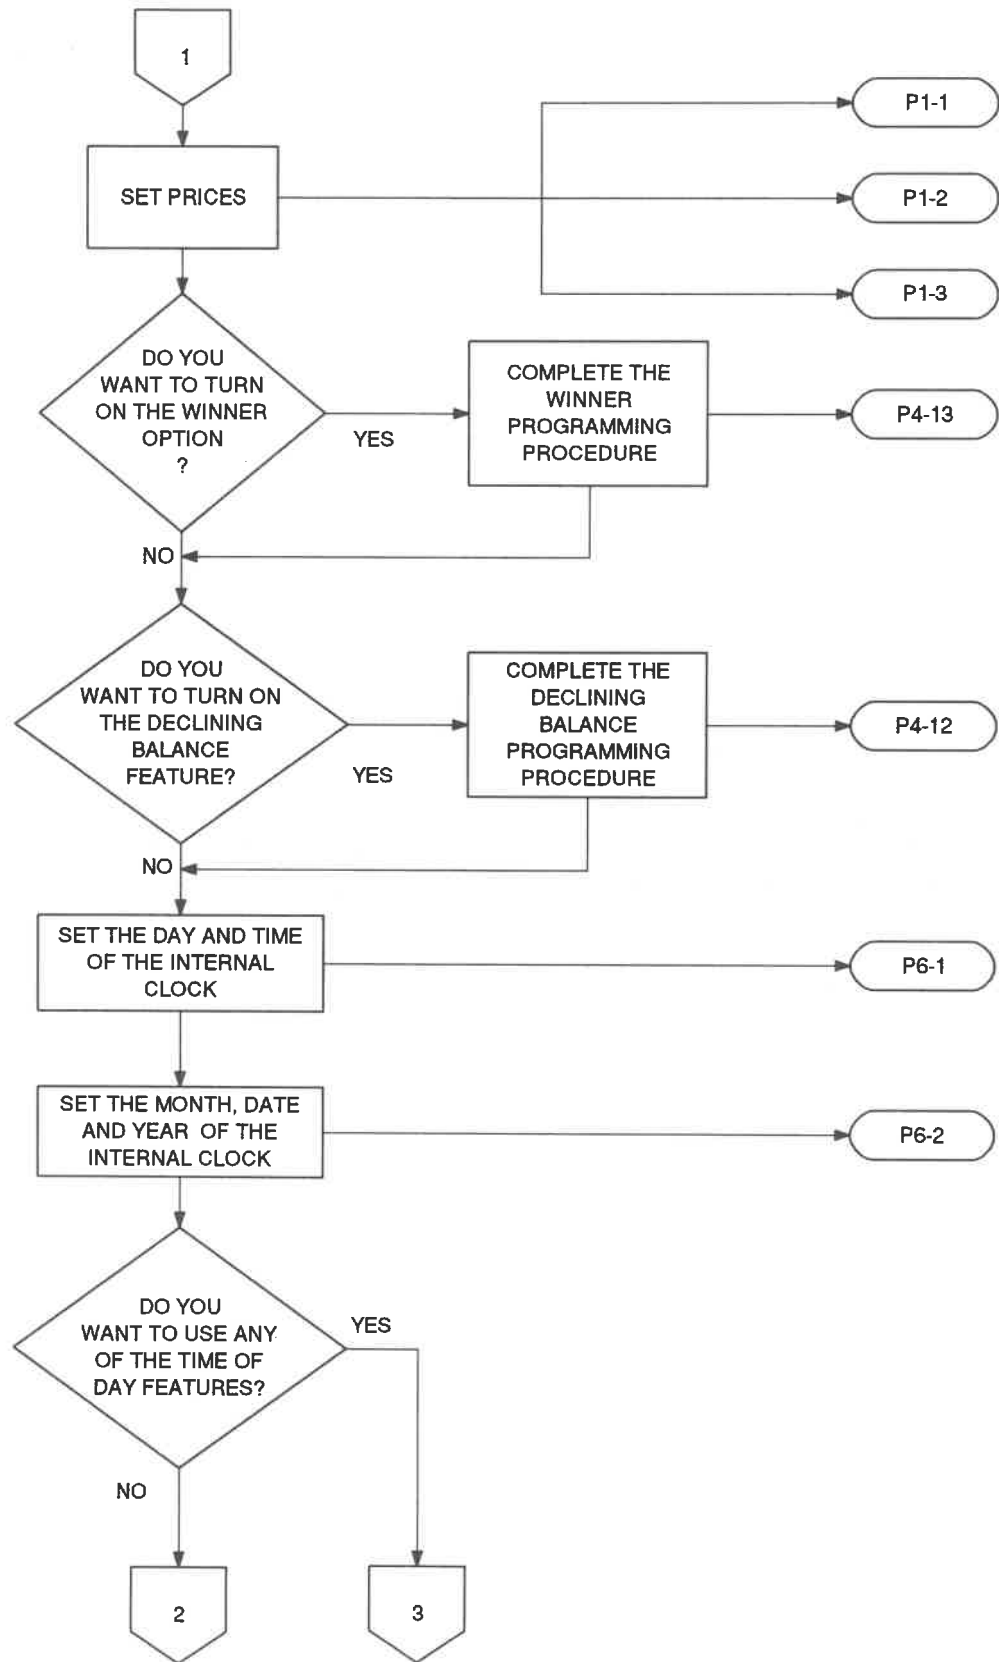 1
P1-1
SET PRICES
P1-2
P1-3
DO YOU
WANT TO TURN
ON THE WINNER
OPTION
?
YES
COMPLETE THE
WINNER
PROGRAMMING
PROCEDURE
P4-13
NO
DO YOU
WANT TO TURN ON
THE DECLINING
BALANCE
FEATURE?
YES
COMPLETE THE
DECLINING
BALANCE
PROGRAMMING
PROCEDURE
P4-12
NO
SET THE DAY AND TIME
OF THE INTERNAL
CLOCK
P6-1
SET THE MONTH, DATE
AND YEAR OF THE
INTERNAL CLOCK
P6-2
DO YOU
WANT TO USE ANY
OF THE TIME OF
DAY FEATURES?
YES
NO
2
3